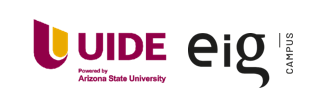 UIDE
Powered by
Arizona State University
eig
CAMPUS